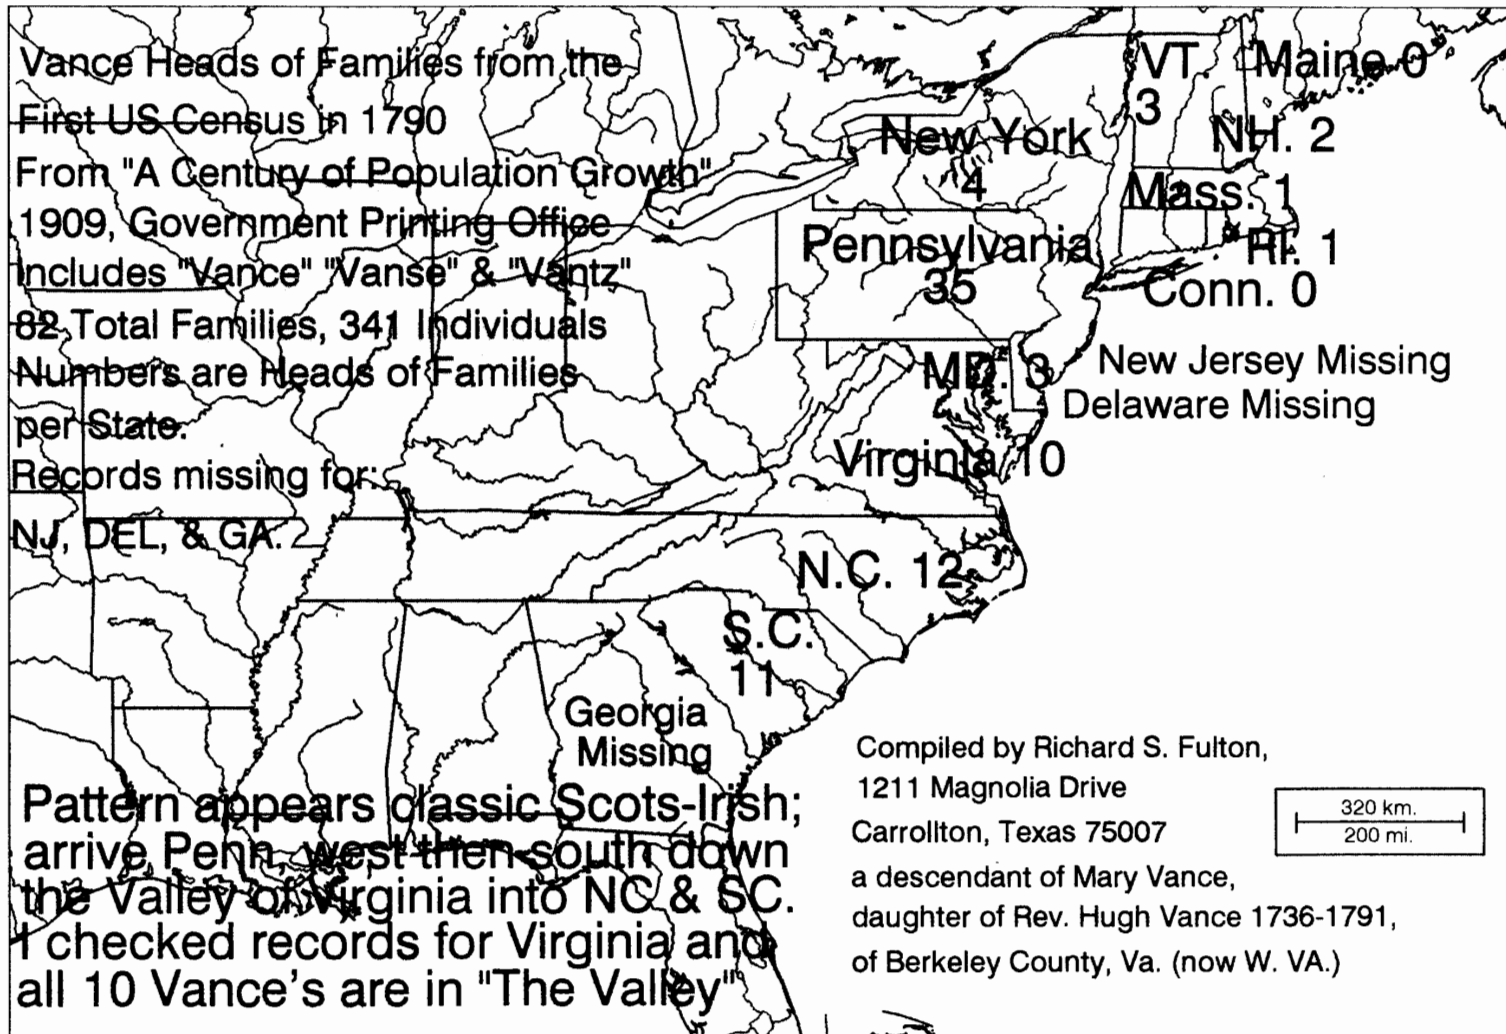 Vance Heads of Families from the
First US Census in 1790
From "A Century of Population Growth"
1909, Government Printing Office
Includes "Vance" "Vanse" & "Vantz"
82 Total Families, 341 Individuals
Numbers are Heads of Families
per State.
Records missing for:
NJ, DEL, & GA.
VT.
3
Maine 0
NH. 2
New York
4
Mass. 1
RI. 1
Conn. 0
Pennsylvania
35
MD. 3
New Jersey Missing
Delaware Missing
Virginia 10
N.C. 12
S.C.
11
Georgia
Missing
Pattern appears classic Scots-Irish;
arrive Penn, west then south down
the Valley of Virginia into NC & SC.
I checked records for Virginia and
all 10 Vance's are in "The Valley"
Compiled by Richard S. Fulton,
1211 Magnolia Drive
Carrollton, Texas 75007
a descendant of Mary Vance,
daughter of Rev. Hugh Vance 1736-1791,
of Berkeley County, Va. (now W. VA.)
320 km.
200 mi.